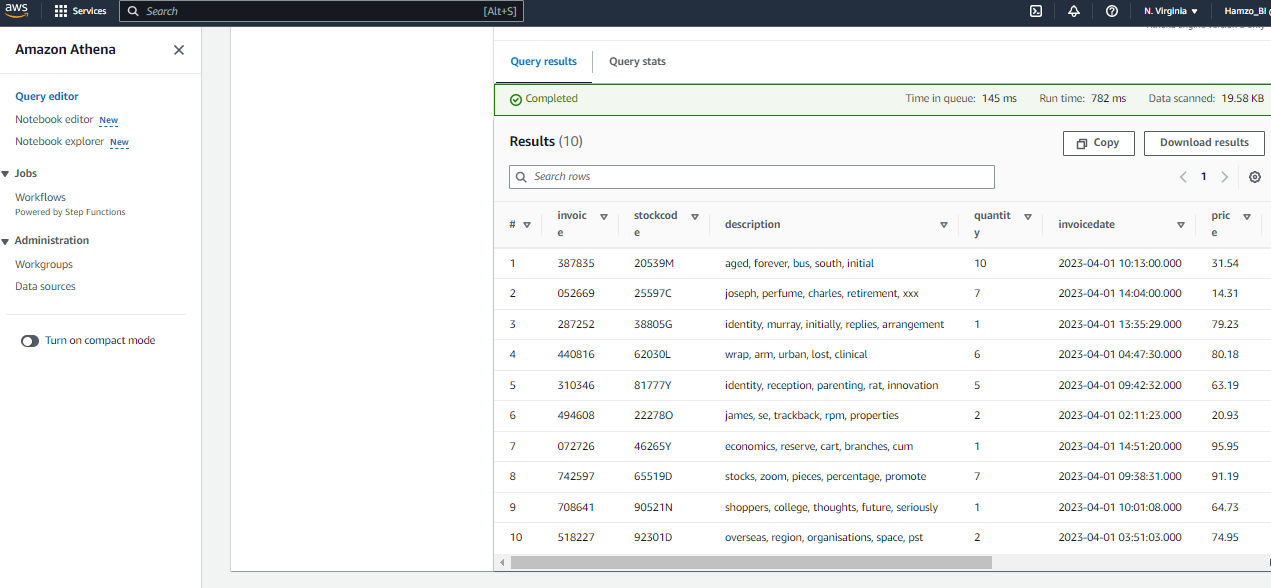 aws
Services
Search
[Alt+S]
N. Virginia
Hamzo_BI
Amazon Athena
Query editor
Notebook editor New
Notebook explorer New
Jobs
Workflows
Powered by Step Functions
Administration
Workgroups
Data sources
Turn on compact mode
Query results
Query stats
Completed
Time in queue: 145 ms Run time: 782 ms Data scanned: 19.58 KB
Results (10)
Copy
Download results
Search rows
1
# invoice stockcode description quantity invoicedate price
1 387835 20539M aged, forever, bus, south, initial 10 2023-04-01 10:13:00.000 31.54
2 052669 25597C joseph, perfume, charles, retirement, xxx 7 2023-04-01 14:04:00.000 14.31
3 287252 38805G identity, murray, initially, replies, arrangement 1 2023-04-01 13:35:29.000 79.23
4 440816 62030L wrap, arm, urban, lost, clinical 6 2023-04-01 04:47:30.000 80.18
5 310346 81777Y identity, reception, parenting, rat, innovation 5 2023-04-01 09:42:32.000 63.19
6 494608 22278O james, se, trackback, rpm, properties 2 2023-04-01 02:11:23.000 20.93
7 072726 46265Y economics, reserve, cart, branches, cum 1 2023-04-01 14:51:20.000 95.95
8 742597 65519D stocks, zoom, pieces, percentage, promote 7 2023-04-01 09:38:31.000 91.19
9 708641 90521N shoppers, college, thoughts, future, seriously 1 2023-04-01 10:01:08.000 64.73
10 518227 92301D overseas, region, organisations, space, pst 2 2023-04-01 03:51:03.000 74.95